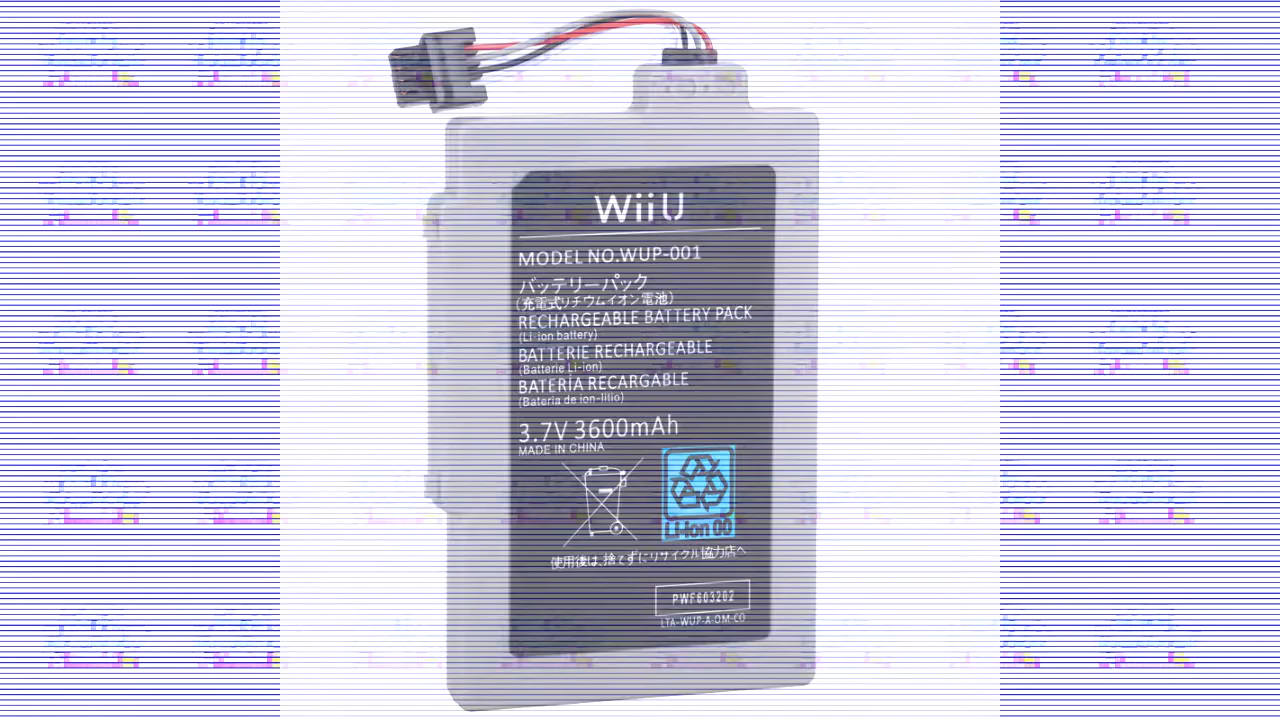 WiiU
MODEL NO.WUP-001
バッテリーパック
(充電式リチウムイオン電池)
RECHARGEABLE BATTERY PACK
(Li-ion battery)
BATTERIE RECHARGEABLE
(Batterie Li-ion)
BATERÍA RECARGABLE
(Bateria de ion-litio)
3.7V 3600mAh
MADE IN CHINA
Li-ion 00
使用後は、捨てずにリサイクル協力店へ
PWF603202
LTA-WUP-A-OM-CO